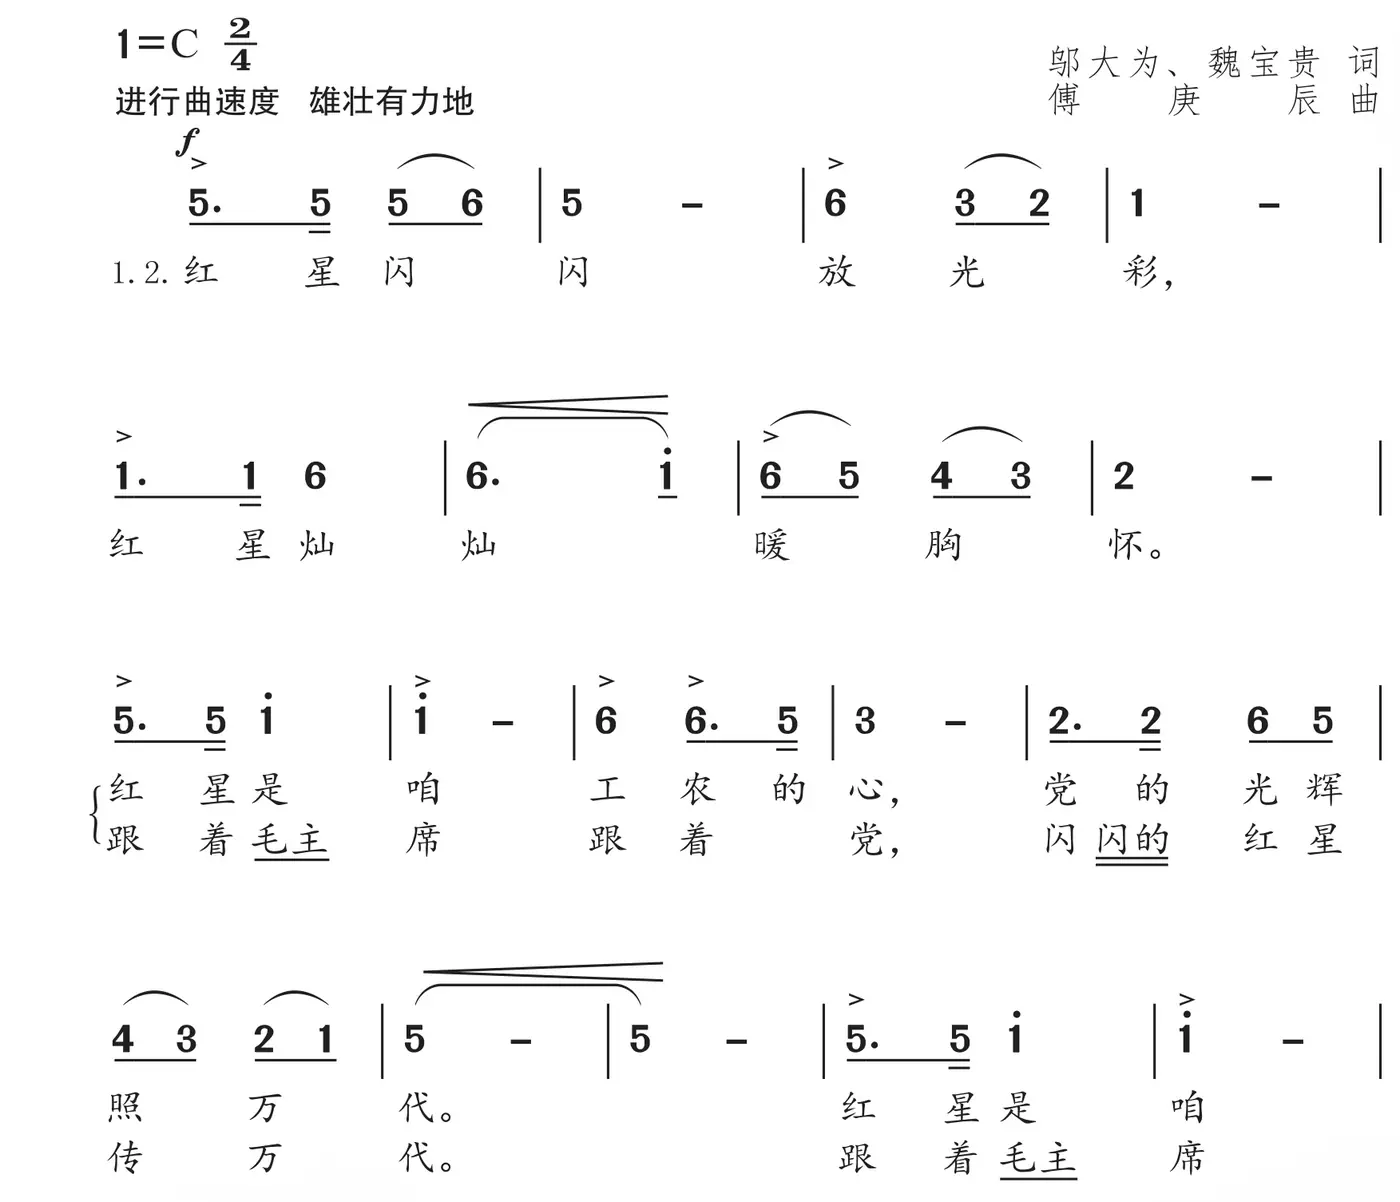 1=C 2/4
邬大为、魏宝贵 词
进行曲速度 雄壮有力地
傅庚辰 曲
f
5. 5 5 6 | 5 - | 6 3 2 | 1 - |
1.2. 红 星 闪 闪 放 光 彩，
1. 1 6 | 6. i | 6 5 4 3 | 2 - |
红 星 灿 灿 暖 胸 怀。
5. 5 i | i - | 6 6. 5 | 3 - | 2. 2 6 5 |
红 星 是 咱 工 农 的 心， 党 的 光 辉
跟 着 毛主 席 跟 着 党， 闪 闪的 红 星
4 3 2 1 | 5 - | 5 - | 5. 5 i | i - |
照 万 代。 红 星 是 咱
传 万 代。 跟 着 毛主 席